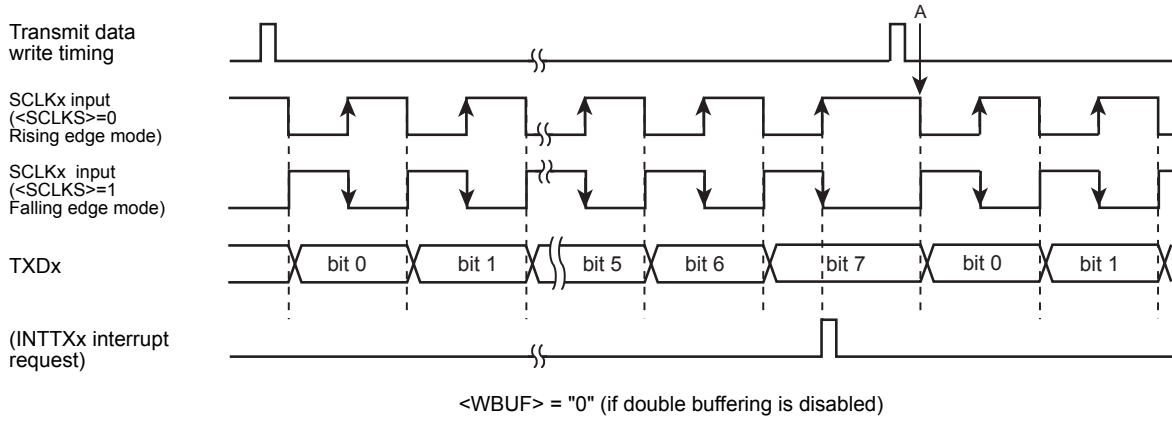 Transmit data
write timing
A
SCLKx input
(<SCLKS>=0
Rising edge mode)
SCLKx input
(<SCLKS>=1
Falling edge mode)
TXDx
bit 0 bit 1 bit 5 bit 6 bit 7 bit 0 bit 1
(INTTXx interrupt
request)
<WBUF> = "0" (if double buffering is disabled)